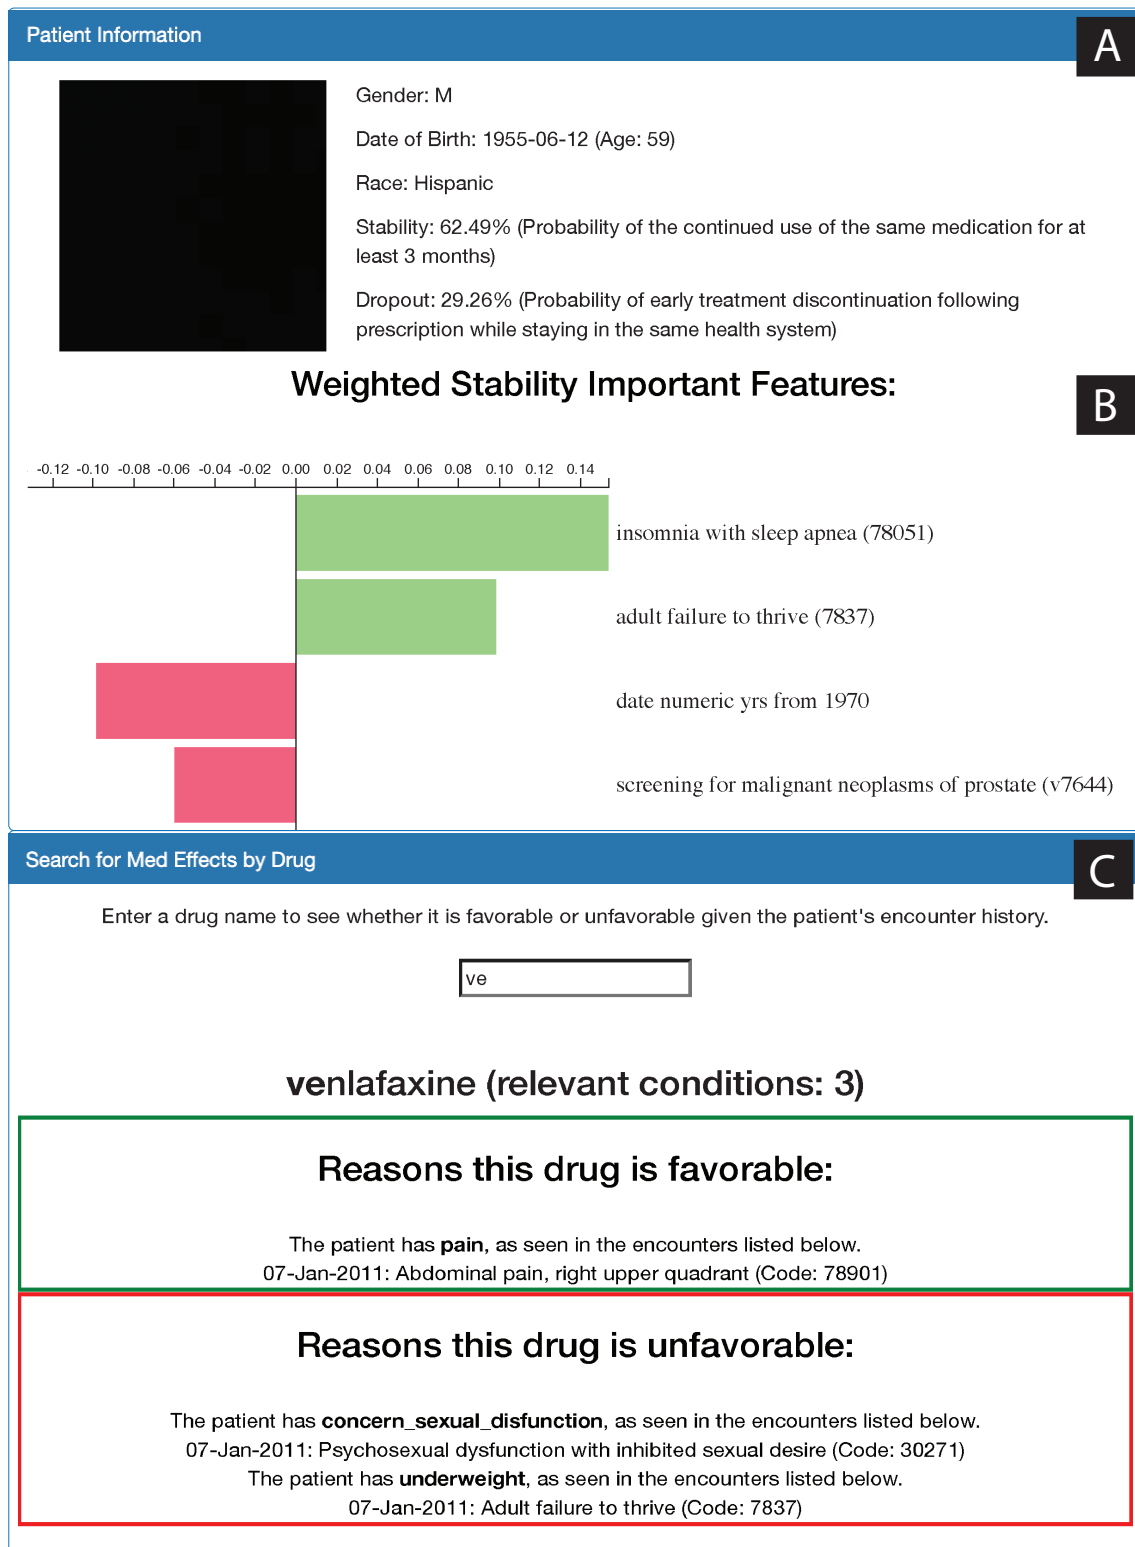 Patient Information
A
Gender: M
Date of Birth: 1955-06-12 (Age: 59)
Race: Hispanic
Stability: 62.49% (Probability of the continued use of the same medication for at
least 3 months)
Dropout: 29.26% (Probability of early treatment discontinuation following
prescription while staying in the same health system)
Weighted Stability Important Features:
B
-0.12 -0.10 -0.08 -0.06 -0.04 -0.02 0.00 0.02 0.04 0.06 0.08 0.10 0.12 0.14
insomnia with sleep apnea (78051)
adult failure to thrive (7837)
date numeric yrs from 1970
screening for malignant neoplasms of prostate (v7644)
Search for Med Effects by Drug
C
Enter a drug name to see whether it is favorable or unfavorable given the patient's encounter history.
ve
venlafaxine (relevant conditions: 3)
Reasons this drug is favorable:
The patient has pain, as seen in the encounters listed below.
07-Jan-2011: Abdominal pain, right upper quadrant (Code: 78901)
Reasons this drug is unfavorable:
The patient has concern_sexual_disfunction, as seen in the encounters listed below.
07-Jan-2011: Psychosexual dysfunction with inhibited sexual desire (Code: 30271)
The patient has underweight, as seen in the encounters listed below.
07-Jan-2011: Adult failure to thrive (Code: 7837)